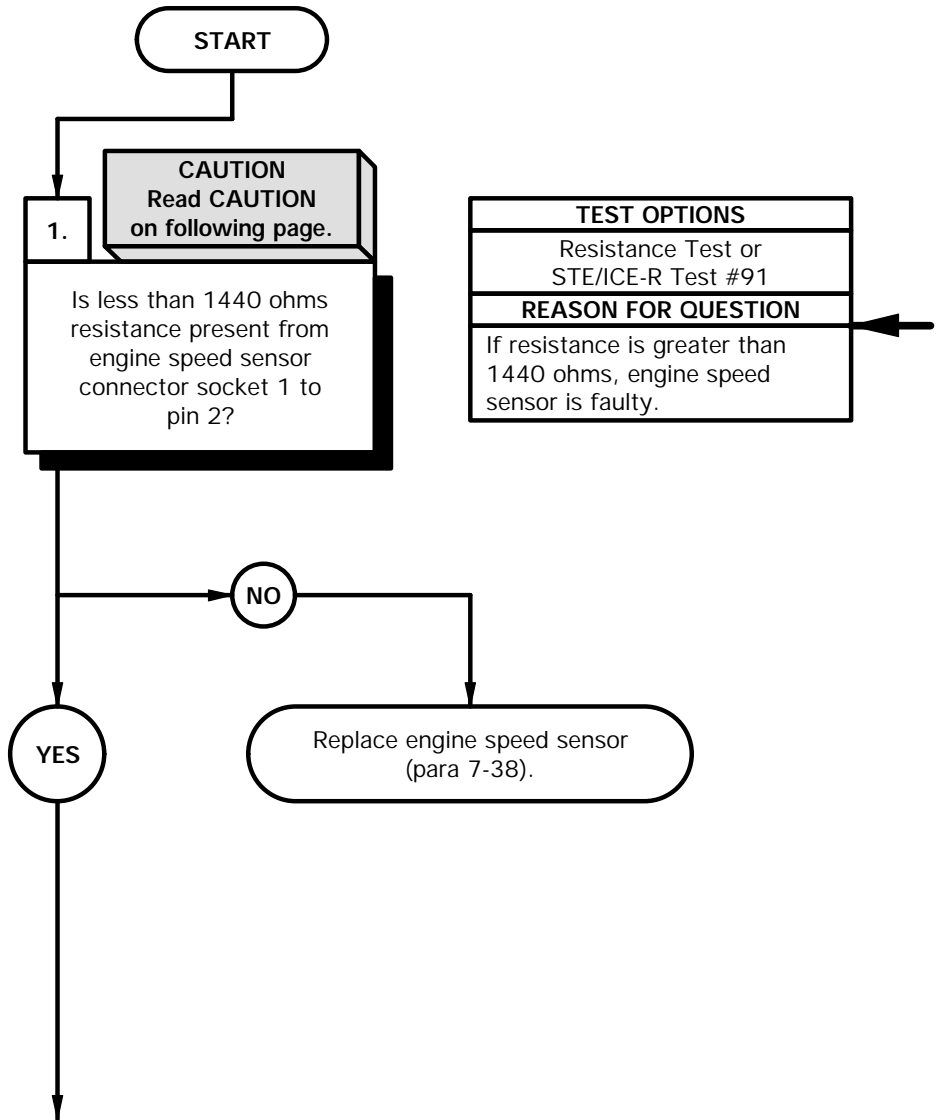 START
CAUTION
Read CAUTION
on following page.
1.
Is less than 1440 ohms
resistance present from
engine speed sensor
connector socket 1 to
pin 2?
TEST OPTIONS
Resistance Test or
STE/ICE-R Test #91
REASON FOR QUESTION
If resistance is greater than
1440 ohms, engine speed
sensor is faulty.
NO
YES
Replace engine speed sensor
(para 7-38).